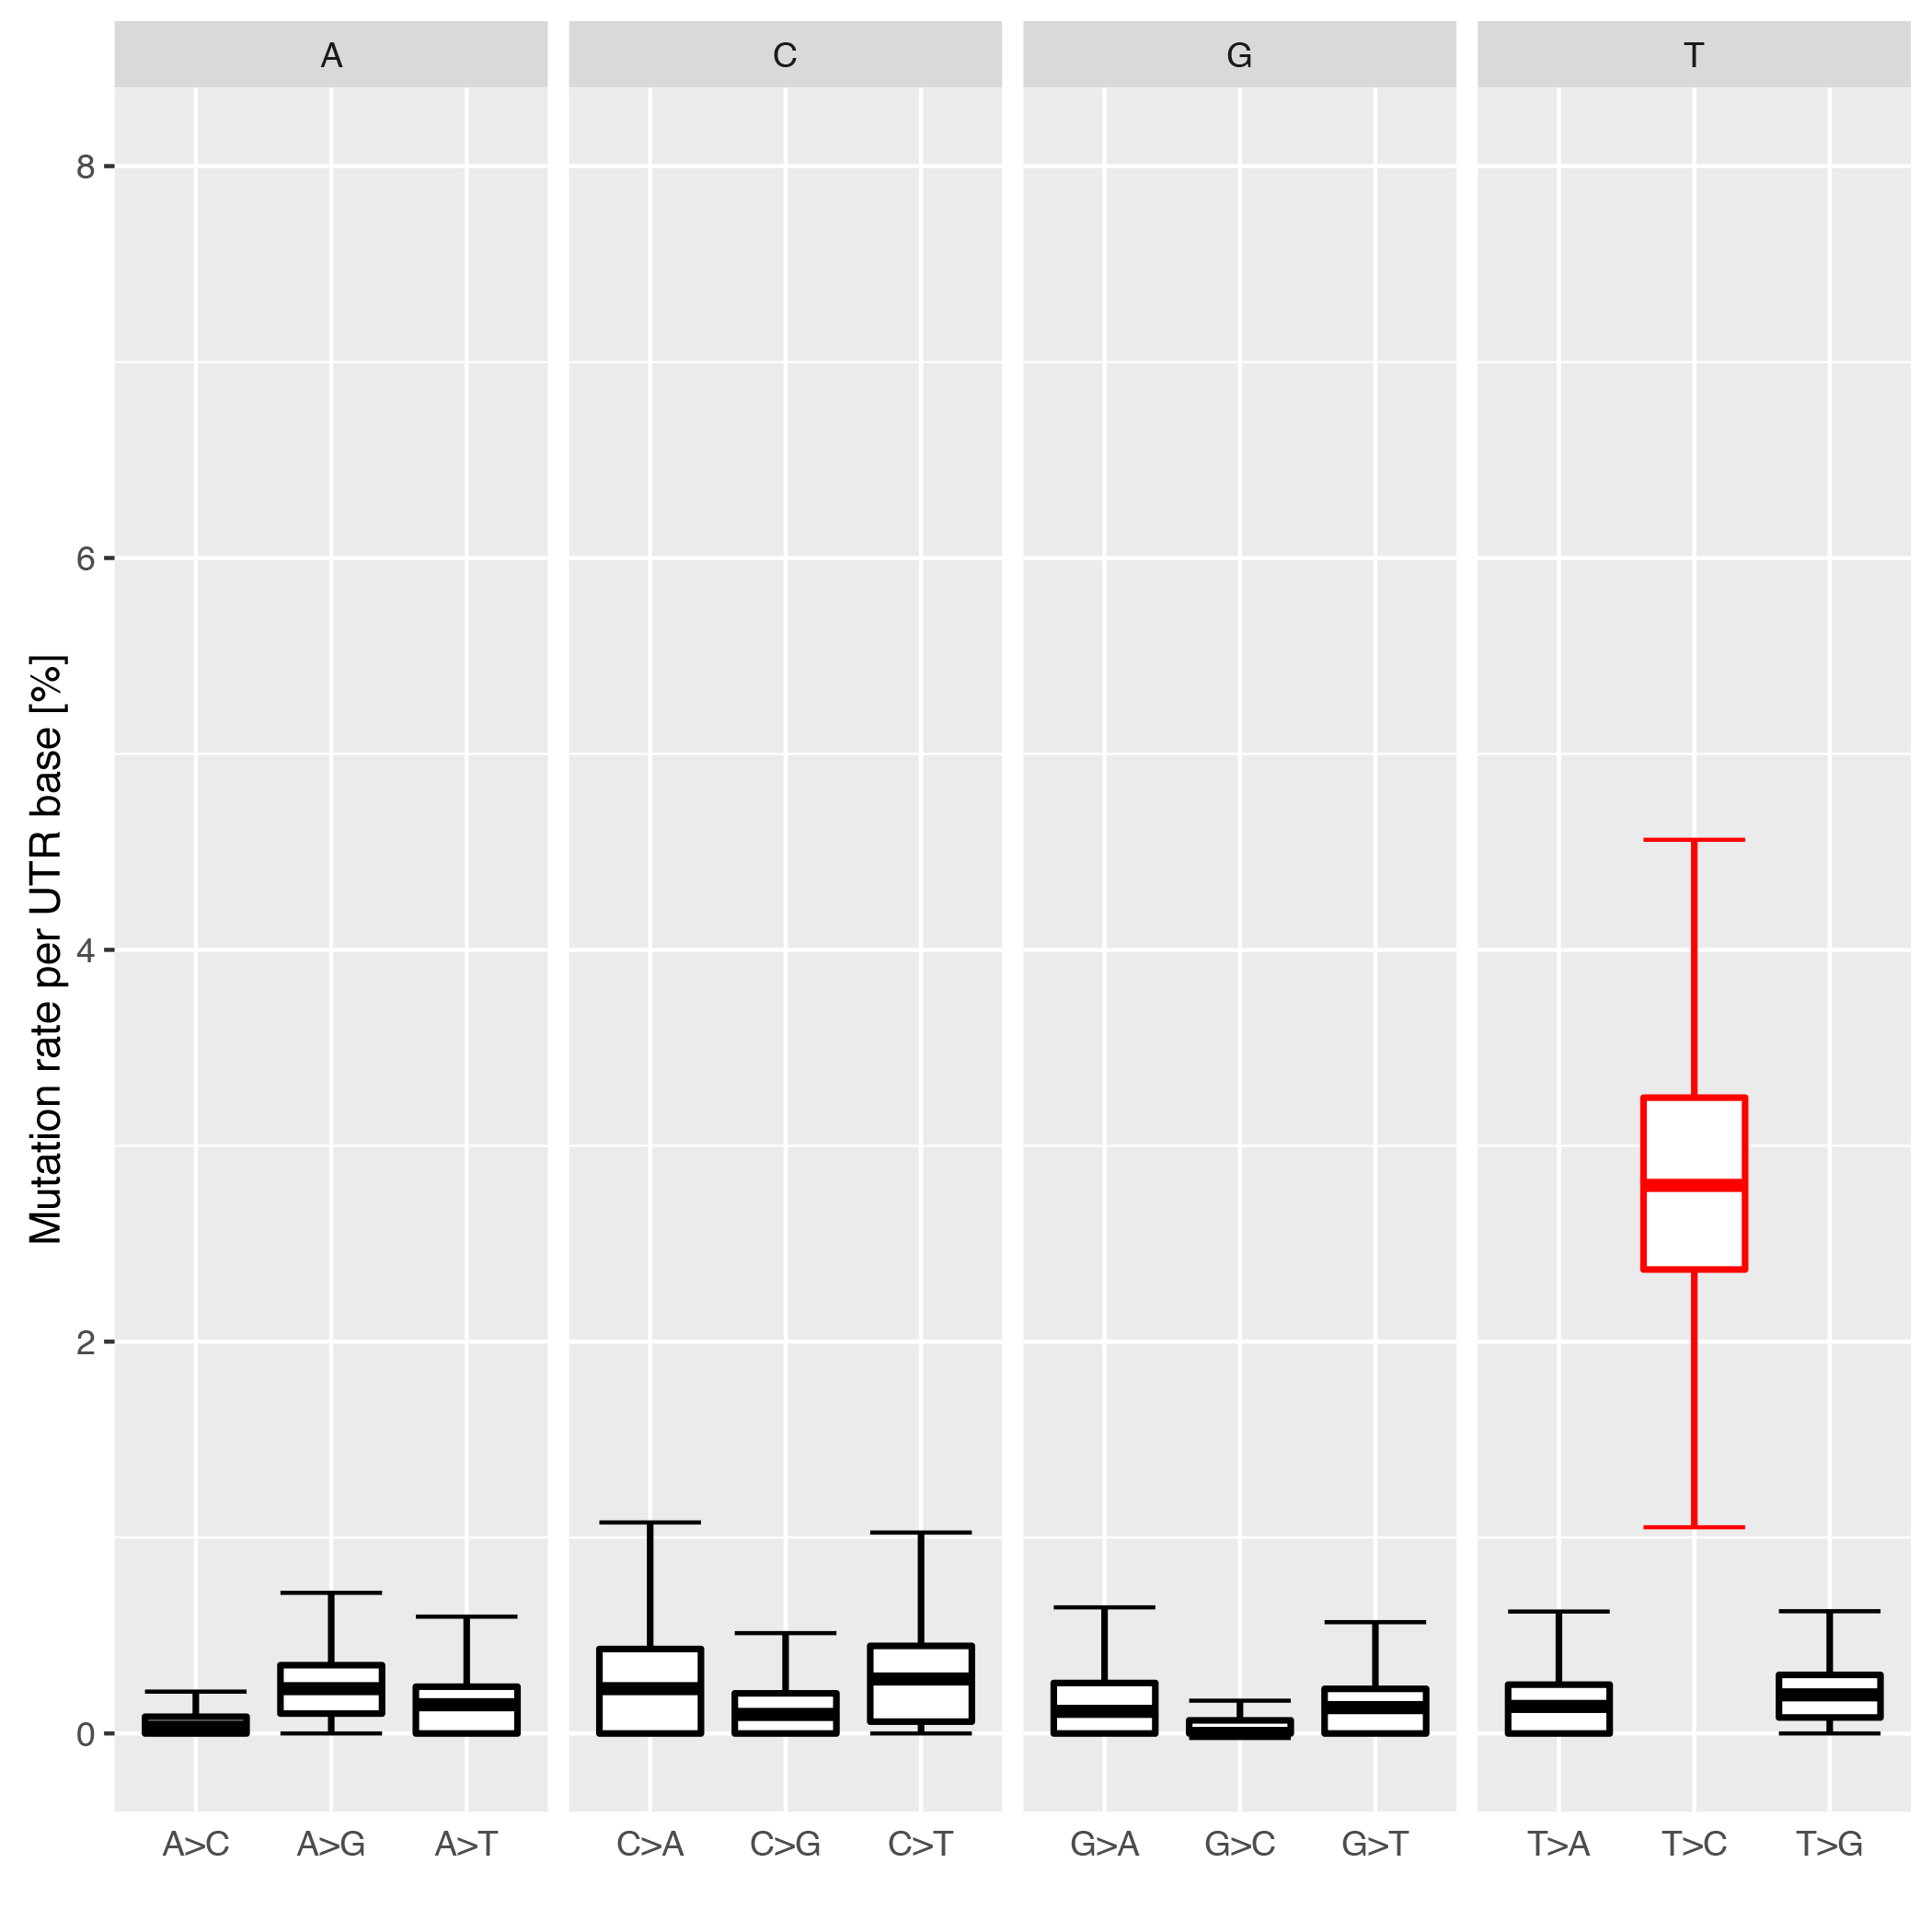 A C G T
8
6
4
2
0
Mutation rate per UTR base [%]
A>C A>G A>T C>A C>G C>T G>A G>C G>T T>A T>C T>G